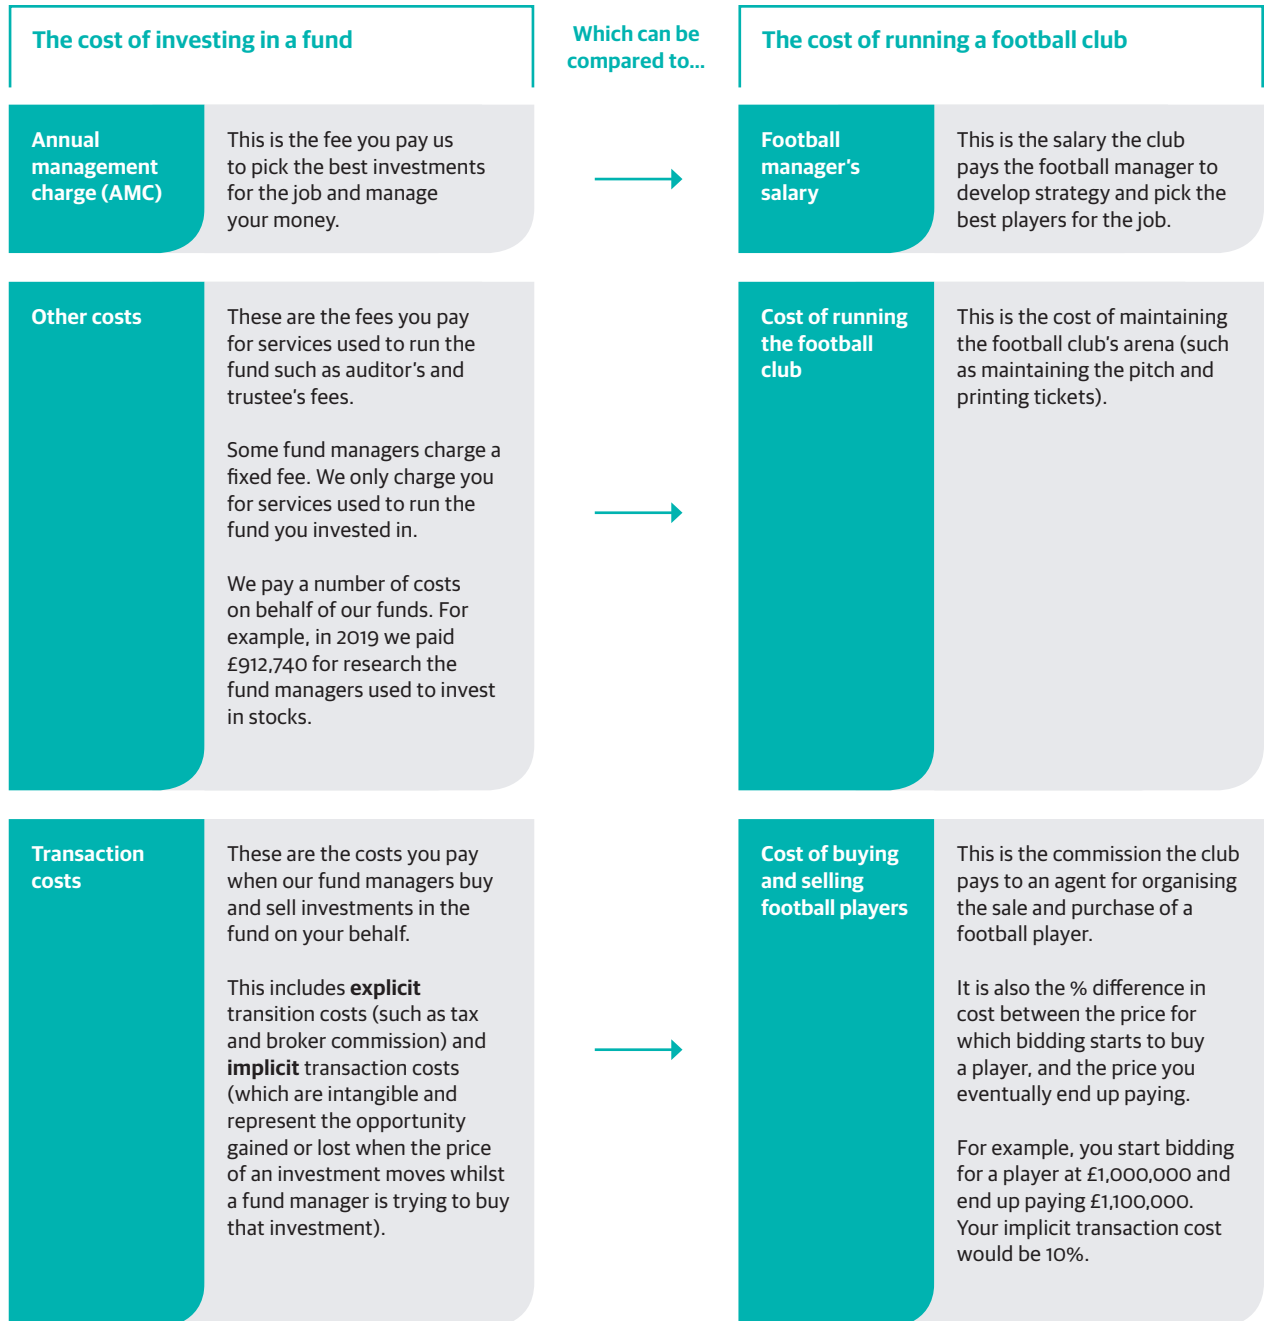 The cost of investing in a fund
Which can be
compared to...
The cost of running a football club
Annual
management
charge (AMC)
This is the fee you pay us
to pick the best investments
for the job and manage
your money.
Football
manager's
salary
This is the salary the club
pays the football manager to
develop strategy and pick the
best players for the job.
Other costs
These are the fees you pay
for services used to run the
fund such as auditor's and
trustee's fees.
Some fund managers charge a
fixed fee. We only charge you
for services used to run the
fund you invested in.
We pay a number of costs
on behalf of our funds. For
example, in 2019 we paid
£912,740 for research the
fund managers used to invest
in stocks.
Cost of running
the football
club
This is the cost of maintaining
the football club's arena (such
as maintaining the pitch and
printing tickets).
Transaction
costs
These are the costs you pay
when our fund managers buy
and sell investments in the
fund on your behalf.
This includes explicit
transition costs (such as tax
and broker commission) and
implicit transaction costs
(which are intangible and
represent the opportunity
gained or lost when the price
of an investment moves whilst
a fund manager is trying to buy
that investment).
Cost of buying
and selling
football players
This is the commission the club
pays to an agent for organising
the sale and purchase of a
football player.
It is also the % difference in
cost between the price for
which bidding starts to buy
a player, and the price you
eventually end up paying.
For example, you start bidding
for a player at £1,000,000 and
end up paying £1,100,000.
Your implicit transaction cost
would be 10%.